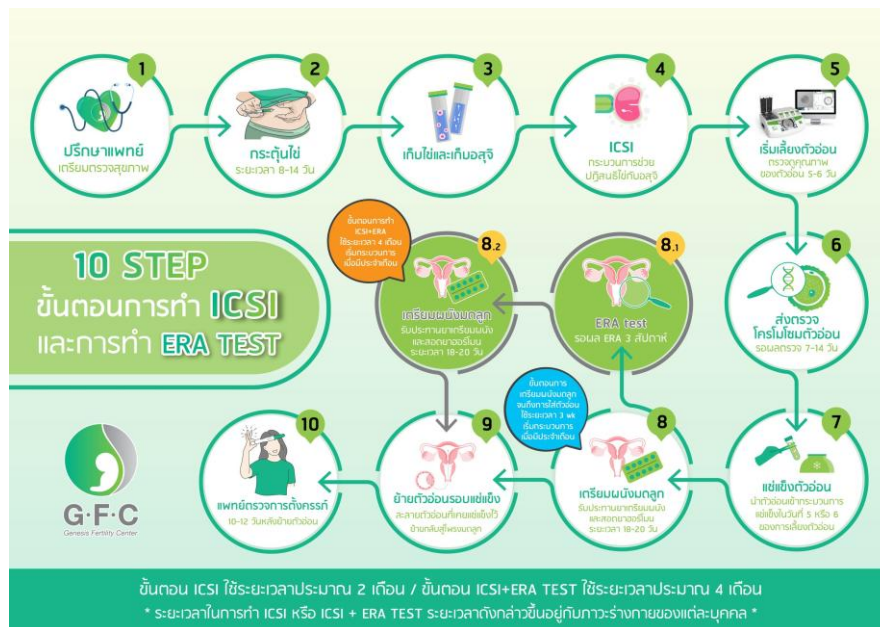 1
ปรึกษาแพทย์
เตรียมตรวจสุขภาพ
2
กระตุ้นไข่
ระยะเวลา 8-14 วัน
3
เก็บไข่และเก็บอสุจิ
4
ICSI
กระบวนการช่วย
ปฏิสนธิไข่กับอสุจิ
5
เริ่มเลี้ยงตัวอ่อน
ตรวจดูคุณภาพ
ของตัวอ่อน 5-6 วัน
10 STEP
ขั้นตอนการทำ ICSI
และการทำ ERA TEST
ขั้นตอนการทำ
ICSI+ERA
ใช้ระยะเวลา 4 เดือน
เริ่มกระบวนการ
เมื่อมีประจำเดือน
8.2
เตรียมผนังมดลูก
รับประทานยาเตรียมผนัง
และสอดยาฮอร์โมน
ระยะเวลา 18-20 วัน
8.1
ERA test
รอผล ERA 3 สัปดาห์
6
ส่งตรวจ
โครโมโซมตัวอ่อน
รอผลตรวจ 7-14 วัน
ขั้นตอนการ
เตรียมผนังมดลูก
จนถึงการใส่ตัวอ่อน
ใช้ระยะเวลา 3 wk
เริ่มกระบวนการ
เมื่อมีประจำเดือน
7
แช่แข็งตัวอ่อน
นำตัวอ่อนเข้ากระบวนการ
แช่แข็งในวันที่ 5 หรือ 6
ของการเลี้ยงตัวอ่อน
8
เตรียมผนังมดลูก
รับประทานยาเตรียมผนัง
และสอดยาฮอร์โมน
ระยะเวลา 18-20 วัน
9
ย้ายตัวอ่อนรอบแช่แข็ง
ละลายตัวอ่อนที่เคยแช่แข็งไว้
ย้ายกลับสู่โพรงมดลูก
10
แพทย์ตรวจการตั้งครรภ์
10-12 วันหลังย้ายตัวอ่อน
G·F·C
Genesis Fertility Center
ขั้นตอน ICSI ใช้ระยะเวลาประมาณ 2 เดือน / ขั้นตอน ICSI+ERA TEST ใช้ระยะเวลาประมาณ 4 เดือน
* ระยะเวลาในการทำ ICSI หรือ ICSI + ERA TEST ระยะเวลาดังกล่าวขึ้นอยู่กับภาวะร่างกายของแต่ละบุคคล *